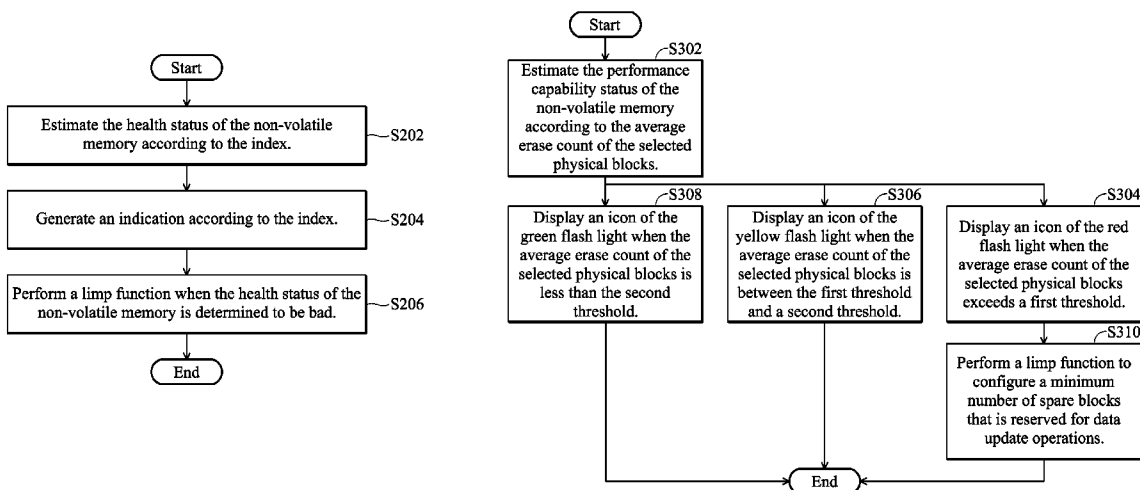 Start
Estimate the health status of the non-volatile
memory according to the index.
S202
Generate an indication according to the index.
S204
Perform a limp function when the health status of the
non-volatile memory is determined to be bad.
S206
End
Start
S302
Estimate the performance
capability status of the
non-volatile memory
according to the average
erase count of the selected
physical blocks.
S308
Display an icon of the
green flash light when the
average erase count of the
selected physical blocks is
less than the second
threshold.
S306
Display an icon of the
yellow flash light when the
average erase count of the
selected physical blocks is
between the first threshold
and a second threshold.
S304
Display an icon of the red
flash light when the
average erase count of the
selected physical blocks
exceeds a first threshold.
S310
Perform a limp function to
configure a minimum
number of spare blocks
that is reserved for data
update operations.
End